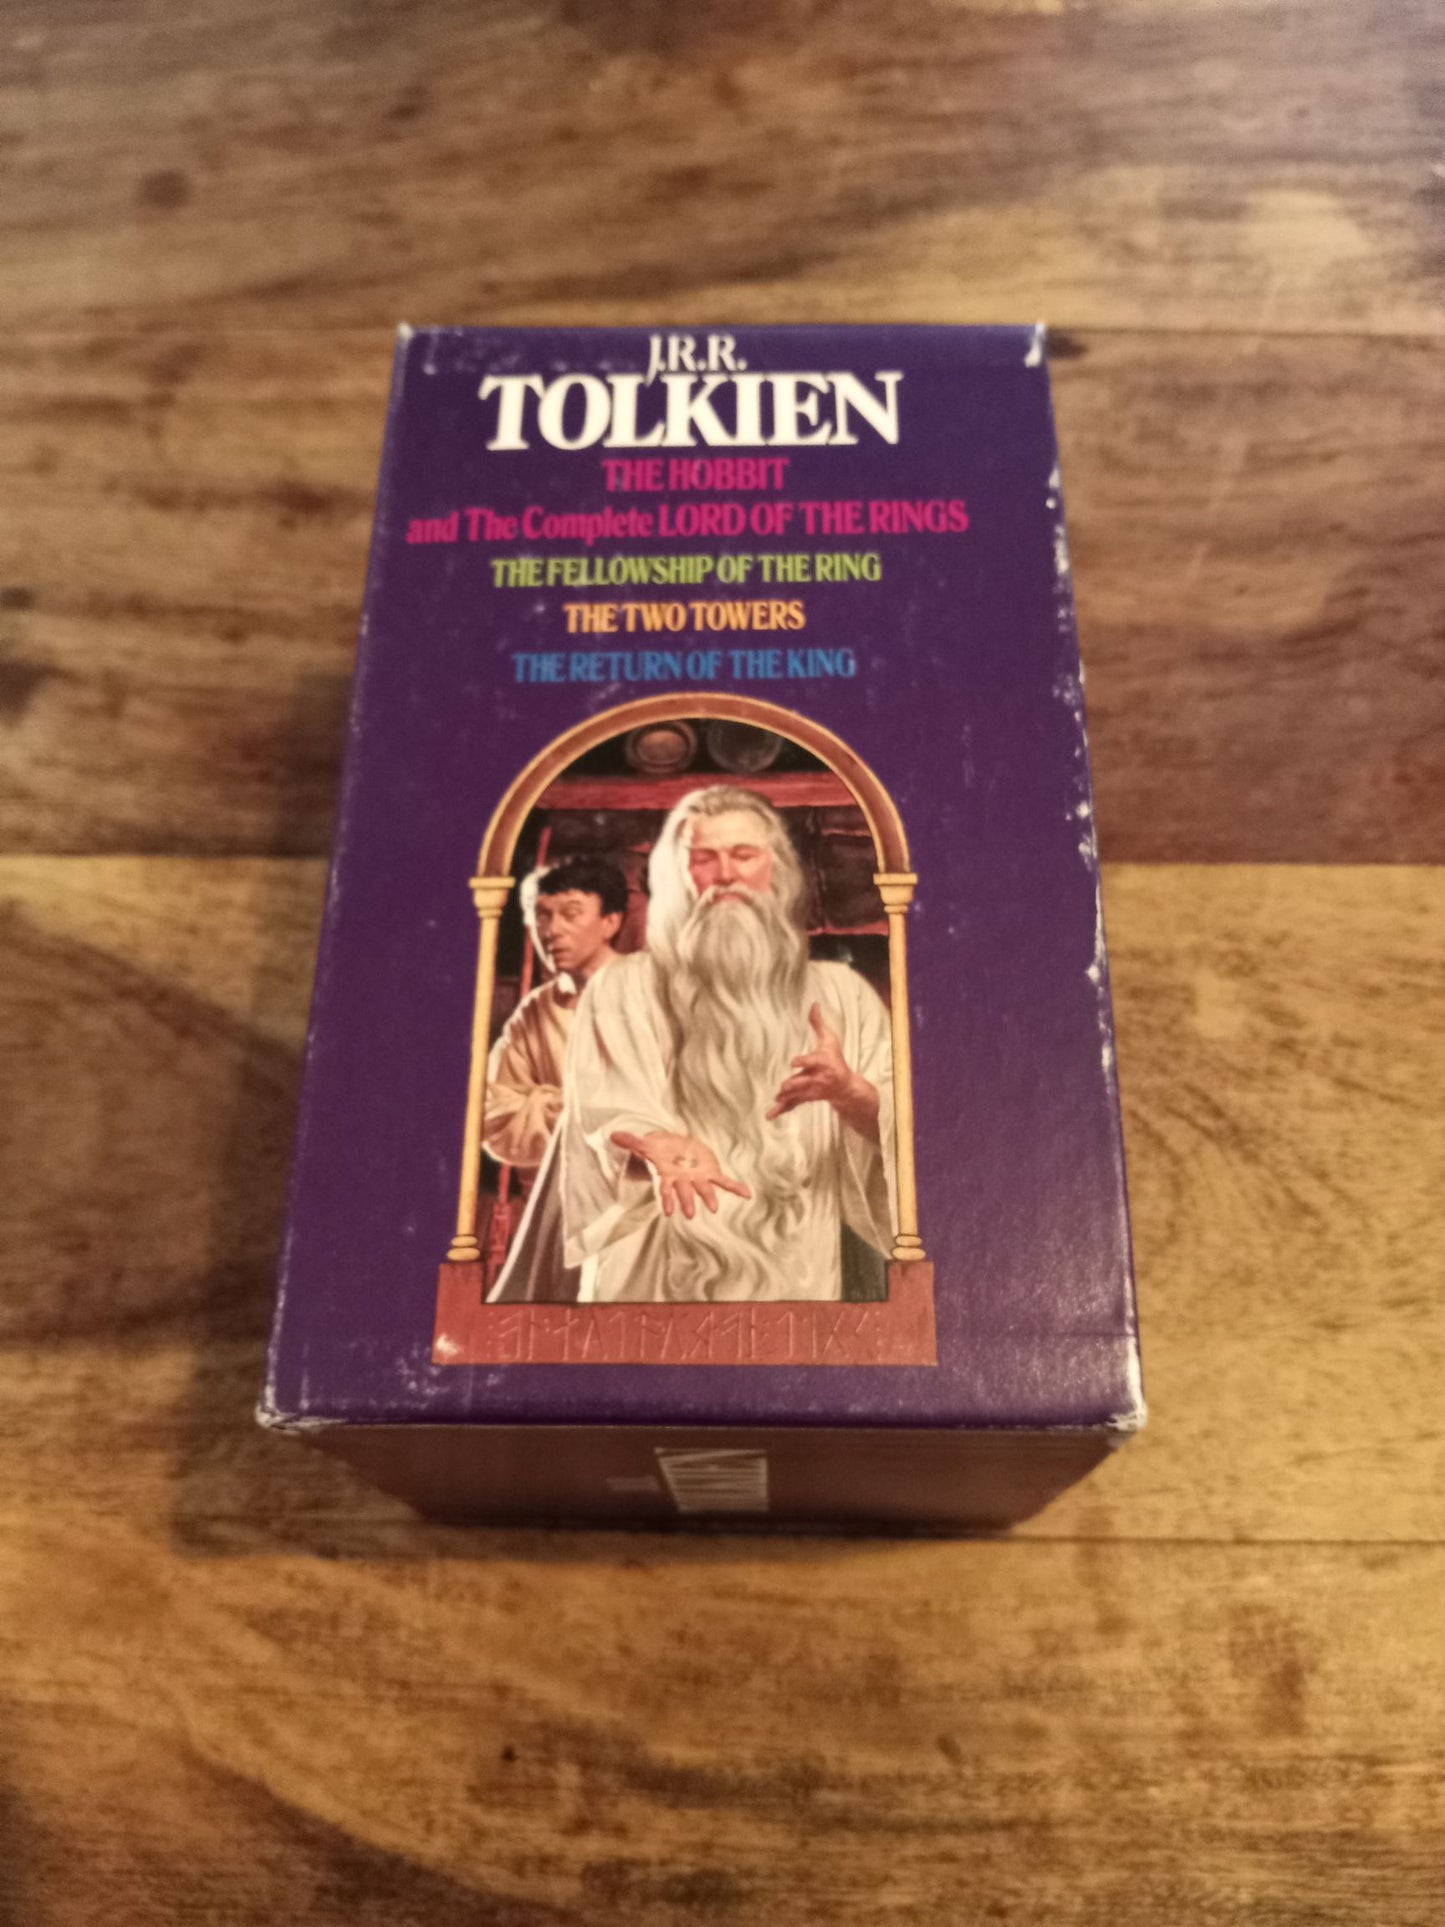 J.R.R.
TOLKIEN
THE HOBBIT
and The Complete LORD OF THE RINGS
THE FELLOWSHIP OF THE RING
THE TWO TOWERS
THE RETURN OF THE KING